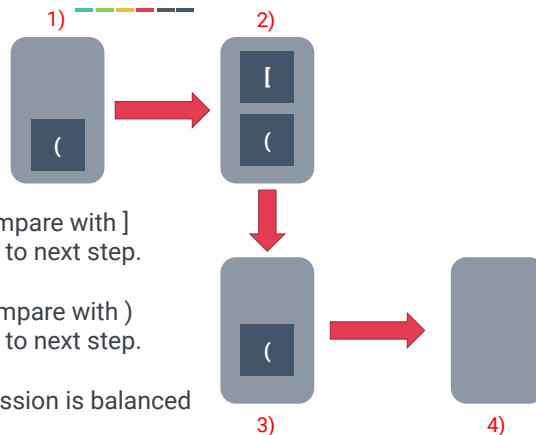 1)
2)
(
[
(
mpare with ]
to next step.
mpare with )
to next step.
(
ssion is balanced
3)
4)